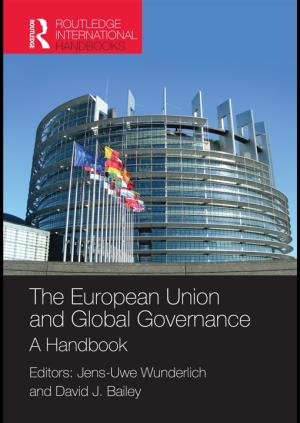 R
ROUTLEDGE
INTERNATIONAL
HANDBOOKS
The European Union
and Global Governance
A Handbook
Editors: Jens-Uwe Wunderlich
and David J. Bailey